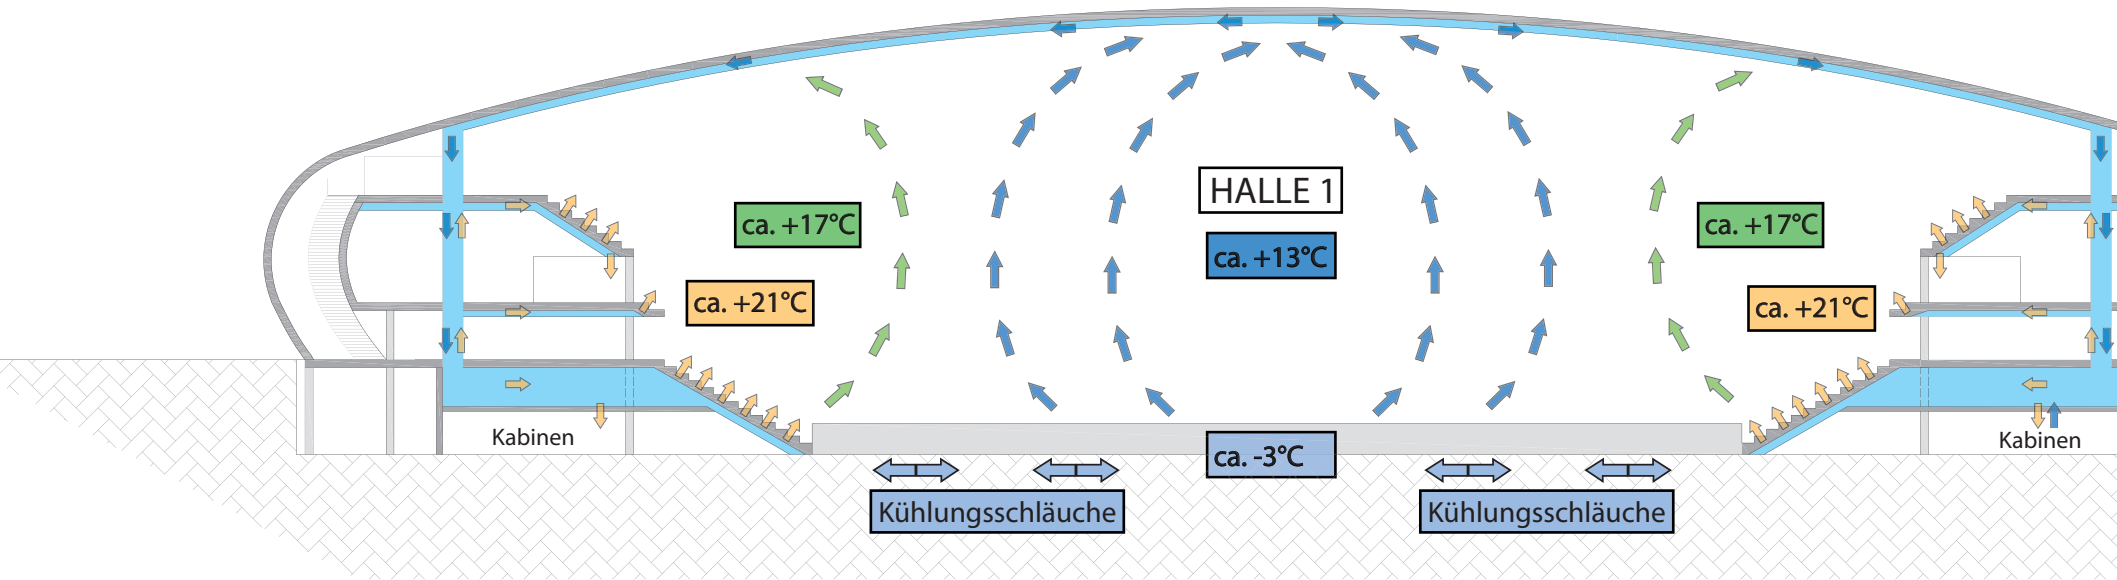 HALLE 1
ca. +17°C
ca. +17°C
ca. +13°C
ca. +21°C
ca. +21°C
Kabinen
Kabinen
ca. -3°C
Kühlungsschläuche
Kühlungsschläuche